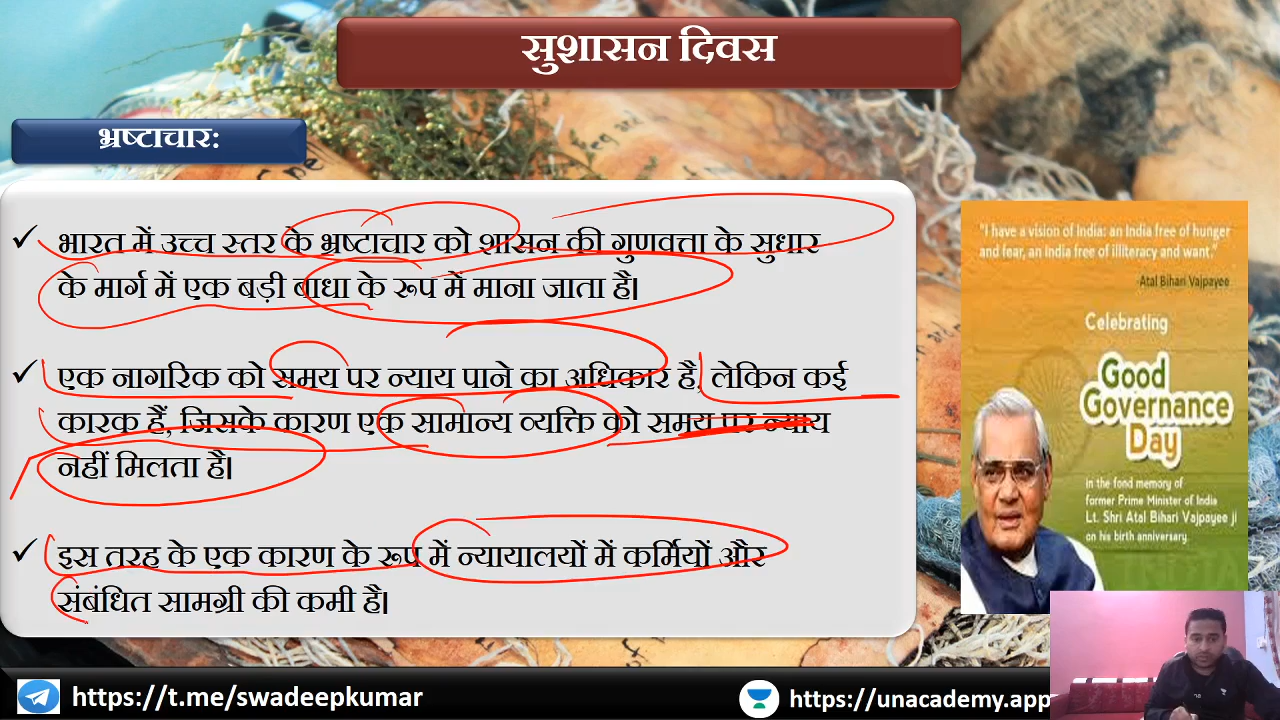 सुशासन दिवस
भ्रष्टाचार:
भारत में उच्च स्तर के भ्रष्टाचार को शासन की गुणवत्ता के सुधार
के मार्ग में एक बड़ी बाधा के रूप में माना जाता है।
एक नागरिक को समय पर न्याय पाने का अधिकार है, लेकिन कई
कारक हैं, जिसके कारण एक सामान्य व्यक्ति को समय पर न्याय
नहीं मिलता है।
इस तरह के एक कारण के रूप में न्यायालयों में कर्मियों और
संबंधित सामग्री की कमी है।
"I have a vision of India: an India free of hunger
and fear, an India free of illiteracy and want."
-Atal Bihari Vajpayee
Celebrating
Good
Governance
Day
in the fond memory of
former Prime Minister of India
Lt. Shri Atal Bihari Vajpayee ji
on his birth anniversary.
https://t.me/swadeepkumar
https://unacademy.app